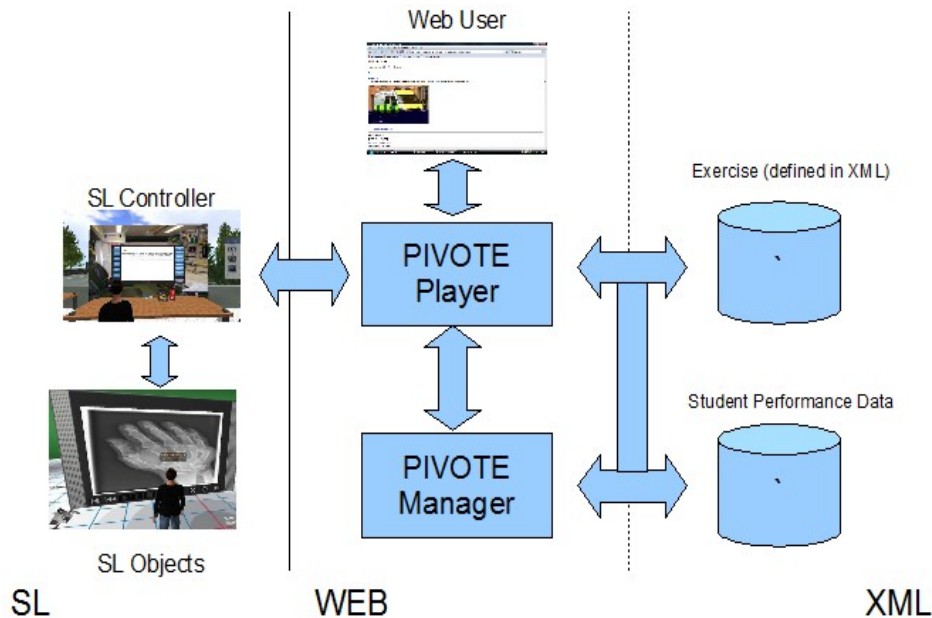 Web User
SL Controller
Exercise (defined in XML)
PIVOTE
Player
Student Performance Data
PIVOTE
Manager
SL Objects
SL
WEB
XML